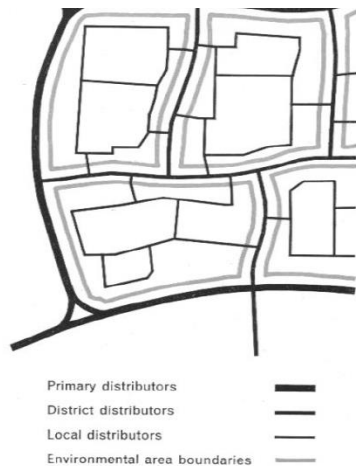 Primary distributors
District distributors
Local distributors
Environmental area boundaries